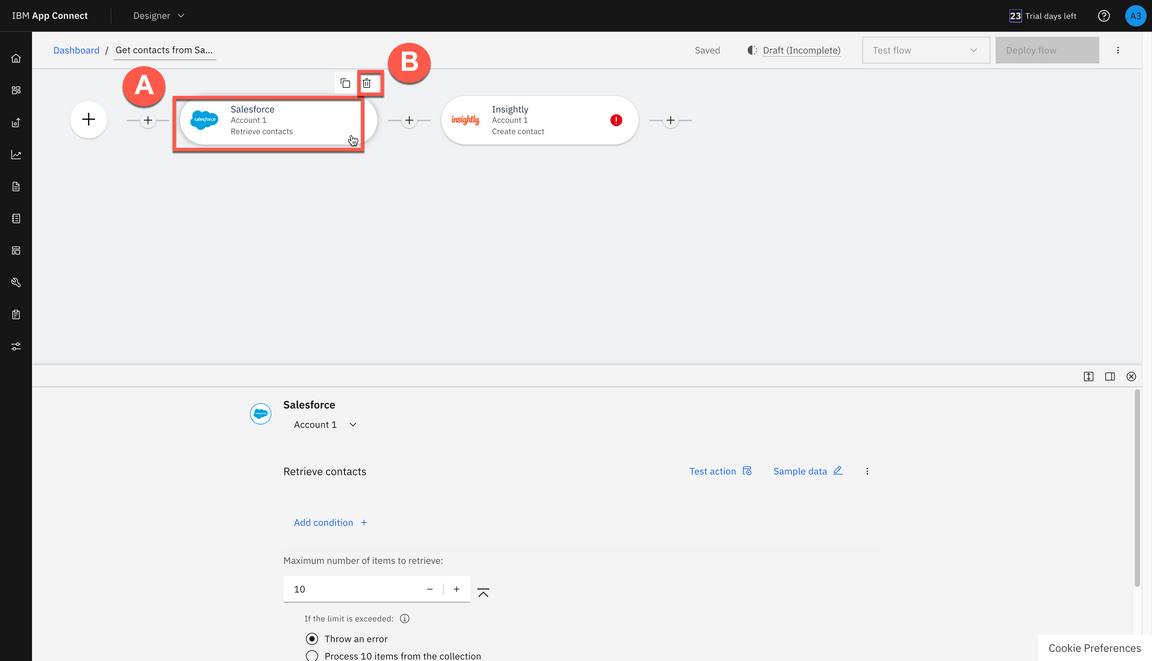 IBM App Connect
Designer
23 Trial days left
A3
Dashboard / Get contacts from Sa...
Saved
Draft (Incomplete)
Test flow
Deploy flow
A
B
Salesforce
Account 1
Retrieve contacts
salesforce
insightly
Insightly
Account 1
Create contact
Salesforce
Account 1
Retrieve contacts
Test action
Sample data
Add condition +
Maximum number of items to retrieve:
10
If the limit is exceeded:
Throw an error
Process 10 items from the collection
Cookie Preferences